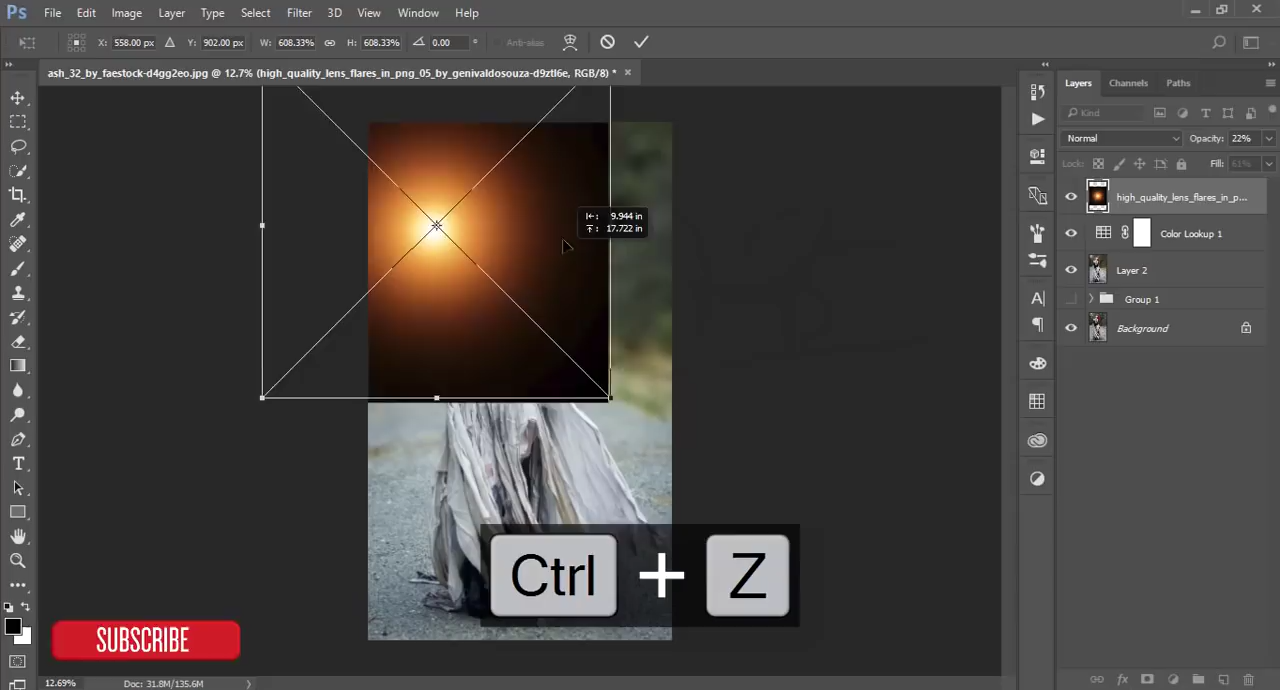 Ps File Edit Image Layer Type Select Filter 3D View Window Help
X: 558.00 px Y: 902.00 px W: 608.33% H: 608.33% 0.00 ° Anti-alias
ash_32_by_faestock-d4gg2eo.jpg @ 12.7% (high_quality_lens_flares_in_png_05_by_genivaldosouza-d9ztl6e, RGB/8) * ×
Layers Channels Paths
Kind
Normal Opacity: 22%
Lock: Fill: 61%
high_quality_lens_flares_in_p...
Color Lookup 1
Layer 2
Group 1
Background
9.944 in
17.722 in
Ctrl + Z
SUBSCRIBE
12.69% Doc: 31.8M/135.6M